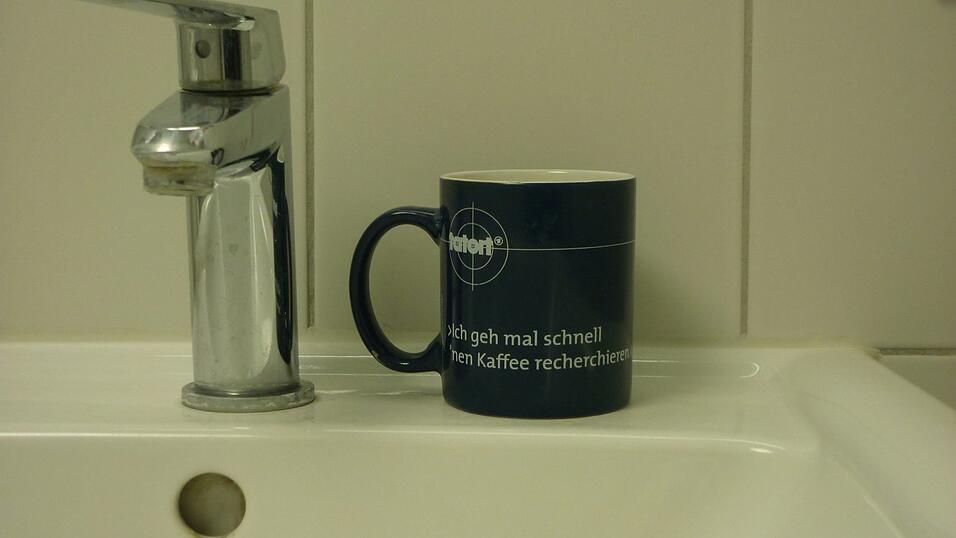 tatort
›Ich geh mal schnell
'nen Kaffee recherchieren‹